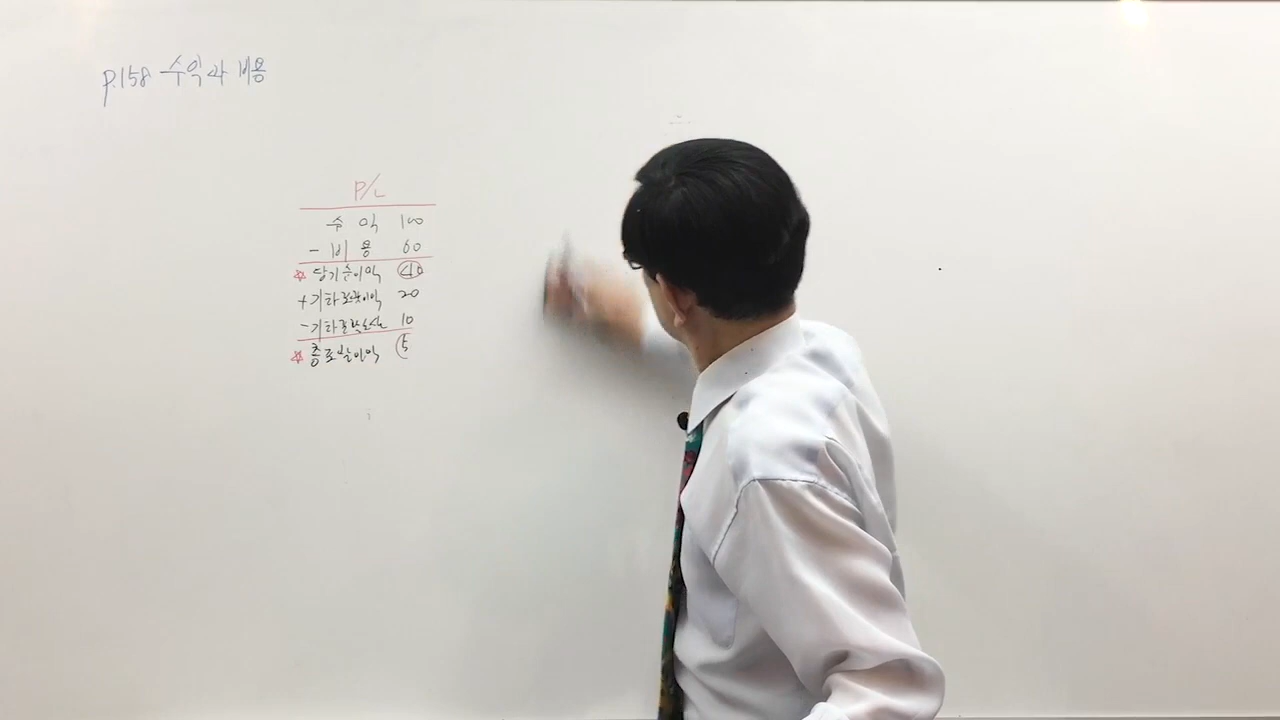 p.158 수익과 비용
P/L
수 익 100
- 비 용 60
☆ 당기순이익 40
+ 기타포괄이익 20
- 기타포괄손실 10
☆ 총포괄이익 5